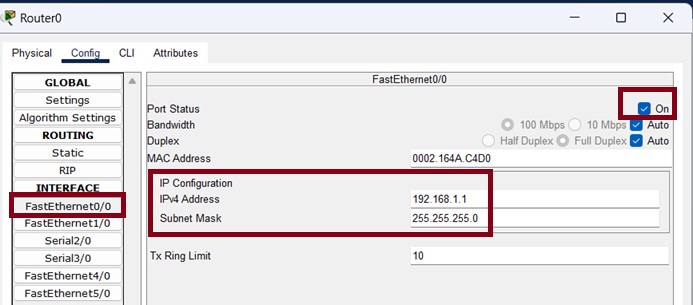 Router0
Physical Config CLI Attributes
GLOBAL
Settings
Algorithm Settings
ROUTING
Static
RIP
INTERFACE
FastEthernet0/0
FastEthernet1/0
Serial2/0
Serial3/0
FastEthernet4/0
FastEthernet5/0
FastEthernet0/0
Port Status On
Bandwidth 100 Mbps 10 Mbps Auto
Duplex Half Duplex Full Duplex Auto
MAC Address 0002.164A.C4D0
IP Configuration
IPv4 Address 192.168.1.1
Subnet Mask 255.255.255.0
Tx Ring Limit 10